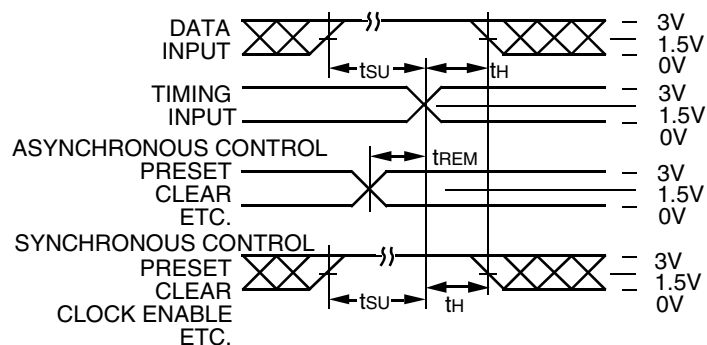 DATA
INPUT
3V
1.5V
0V
tSU
tH
TIMING
INPUT
3V
1.5V
0V
ASYNCHRONOUS CONTROL
PRESET
CLEAR
ETC.
tREM
3V
1.5V
0V
SYNCHRONOUS CONTROL
PRESET
CLEAR
CLOCK ENABLE
ETC.
tSU
tH
3V
1.5V
0V